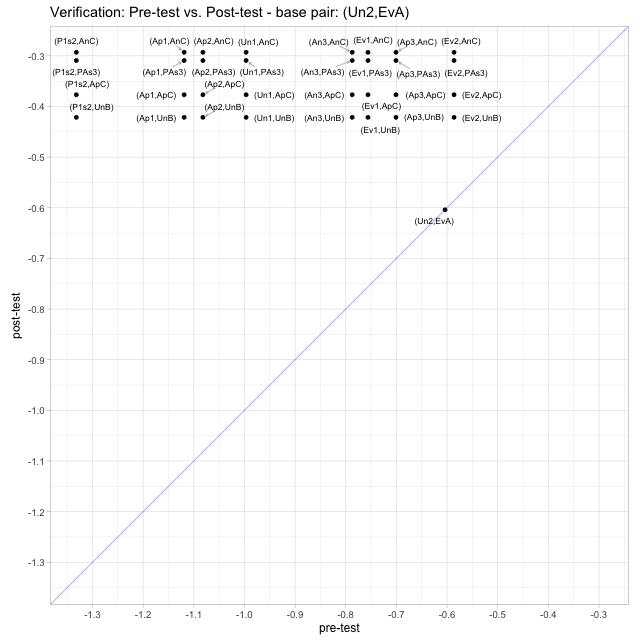 Verification: Pre-test vs. Post-test - base pair: (Un2,EvA)
(P1s2,AnC) (Ap1,AnC) (Ap2,AnC) (Un1,AnC) (An3,AnC) (Ev1,AnC) (Ap3,AnC) (Ev2,AnC)
-0.3
(P1s2,PAs3) (Ap1,PAs3) (Ap2,PAs3) (Un1,PAs3) (An3,PAs3) (Ev1,PAs3) (Ap3,PAs3) (Ev2,PAs3)
(P1s2,ApC) (Ap1,ApC) (Ap2,ApC) (Un1,ApC) (An3,ApC) (Ev1,ApC) (Ap3,ApC) (Ev2,ApC)
-0.4
(P1s2,UnB) (Ap1,UnB) (Ap2,UnB) (Un1,UnB) (An3,UnB) (Ev1,UnB) (Ap3,UnB) (Ev2,UnB)
-0.5
-0.6
(Un2,EvA)
-0.7
-0.8
post-test
-0.9
-1.0
-1.1
-1.2
-1.3
-1.3 -1.2 -1.1 -1.0 -0.9 -0.8 -0.7 -0.6 -0.5 -0.4 -0.3
pre-test